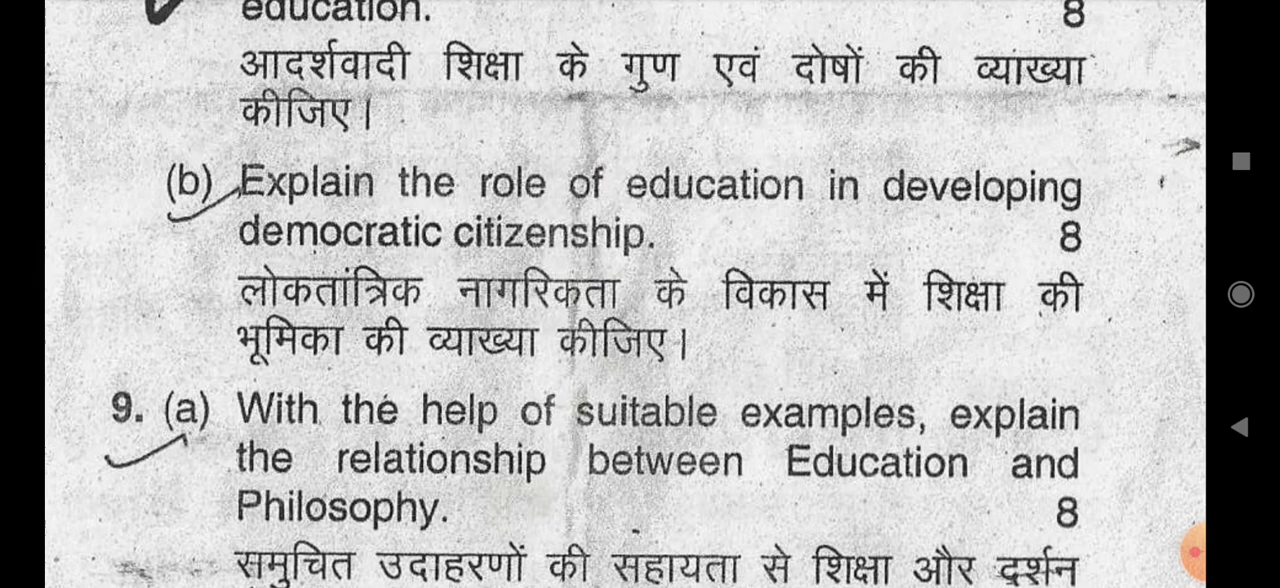 education.
8
आदर्शवादी शिक्षा के गुण एवं दोषों की व्याख्या
कीजिए।
(b) Explain the role of education in developing
democratic citizenship.
8
लोकतांत्रिक नागरिकता के विकास में शिक्षा की
भूमिका की व्याख्या कीजिए।
9. (a) With the help of suitable examples, explain
the relationship between Education and
Philosophy.
8
समुचित उदाहरणों की सहायता से शिक्षा और दर्शन